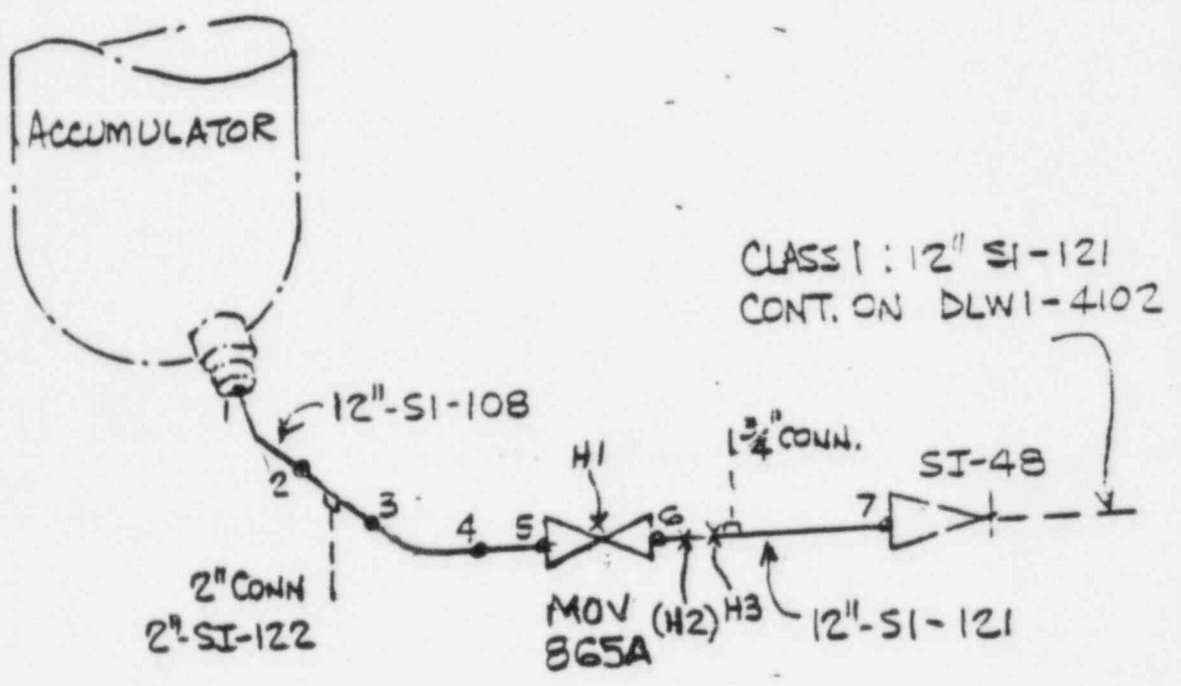 ACCUMULATOR
CLASS 1 : 12" SI-121
CONT. ON DLW1-4102
1
12"-SI-108
2
3
2" CONN
2"-SI-122
4
5
H1
MOV
865A
6
(H2)
H3
3/4" CONN.
12"-SI-121
7
SI-48